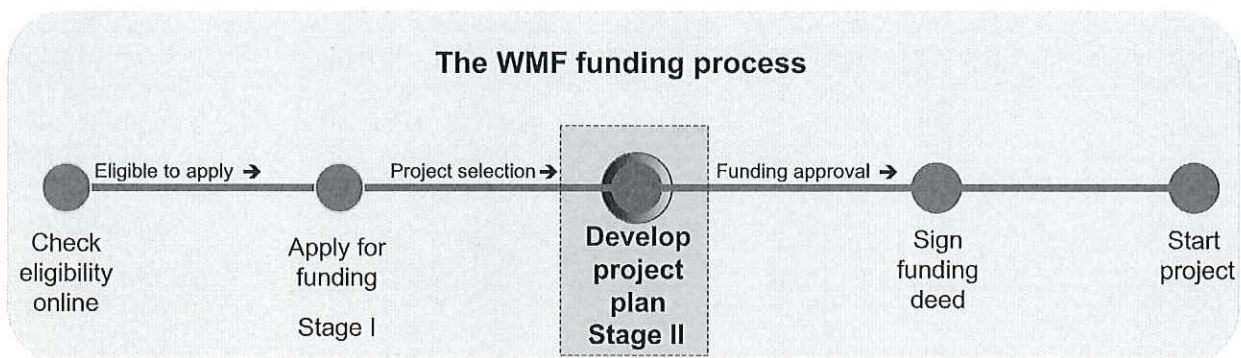 The WMF funding process
Eligible to apply →
Project selection →
Funding approval →
Check
eligibility
online
Apply for
funding
Stage I
Develop
project
plan
Stage II
Sign
funding
deed
Start
project